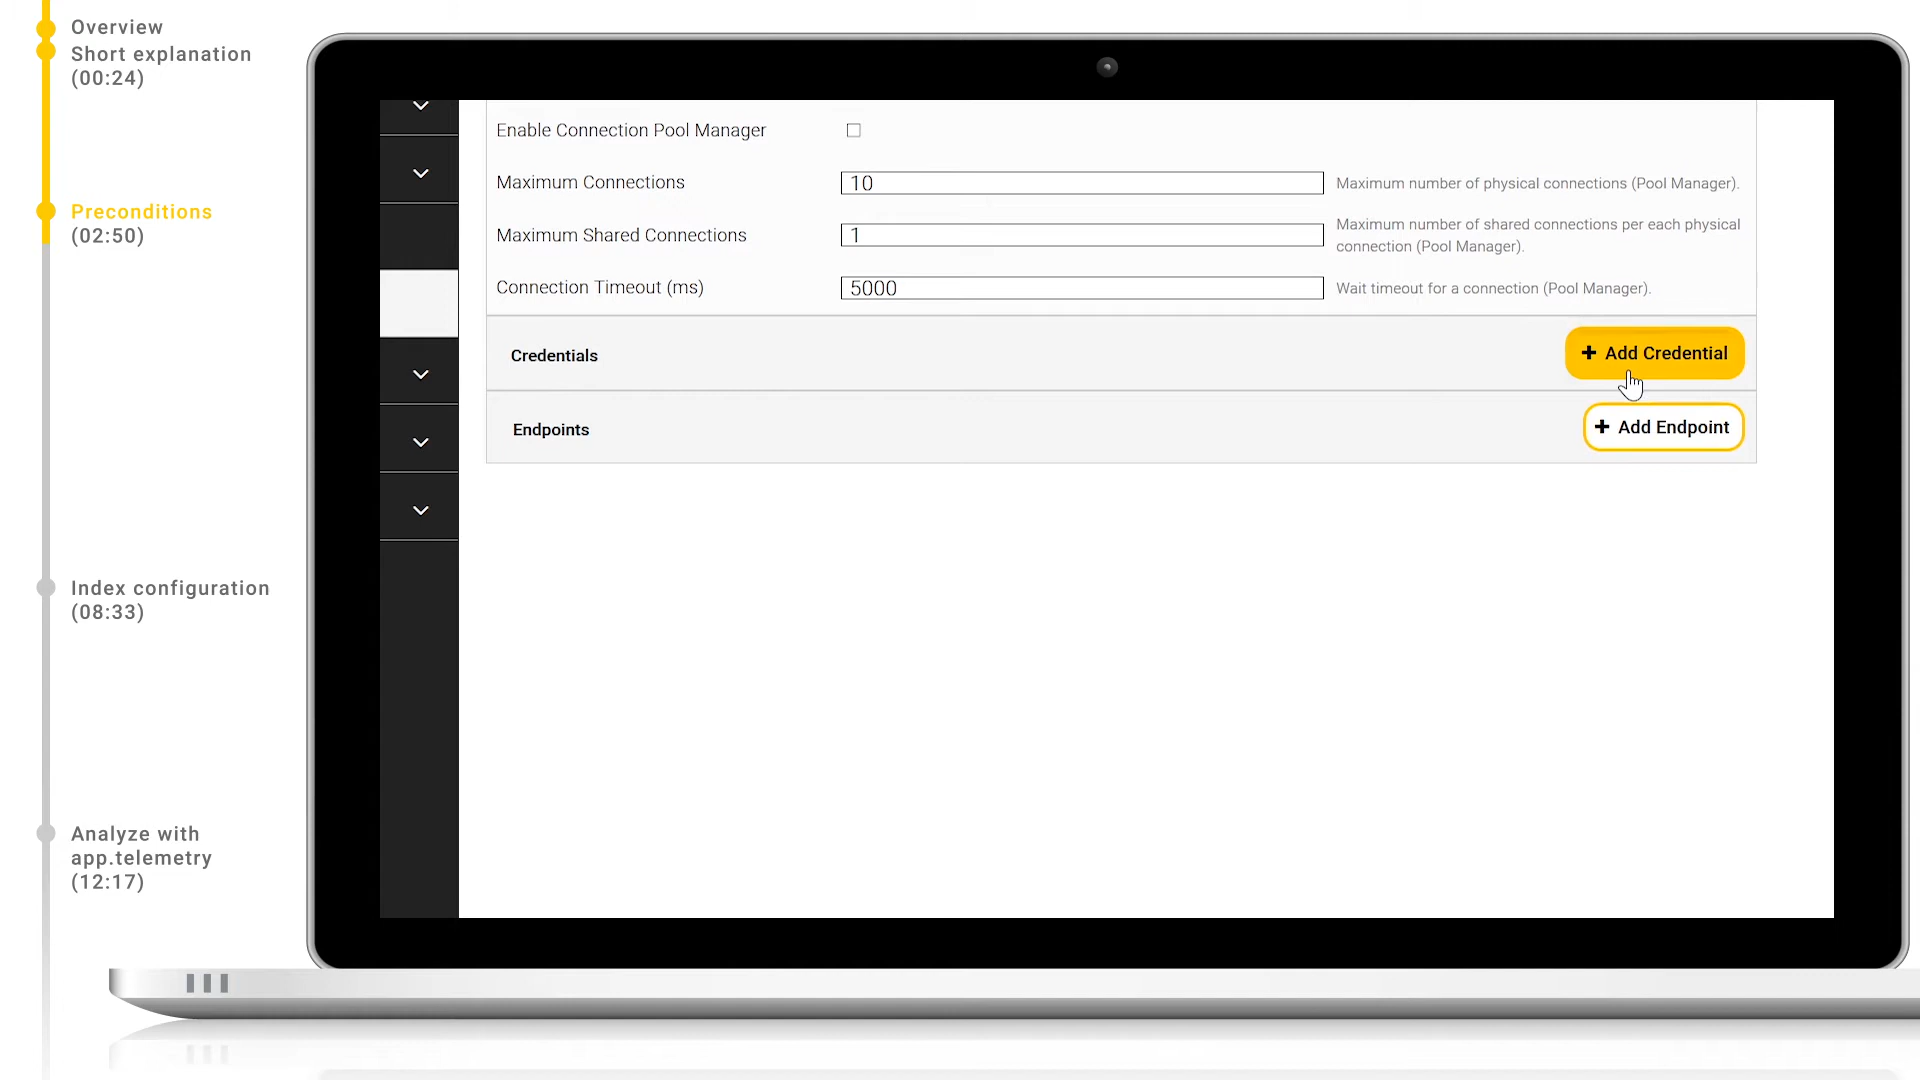 Overview
Short explanation
(00:24)
Preconditions
(02:50)
Index configuration
(08:33)
Analyze with
app.telemetry
(12:17)
Enable Connection Pool Manager
Maximum Connections
10
Maximum number of physical connections (Pool Manager).
Maximum Shared Connections
1
Maximum number of shared connections per each physical
connection (Pool Manager).
Connection Timeout (ms)
5000
Wait timeout for a connection (Pool Manager).
Credentials
Add Credential
Endpoints
Add Endpoint